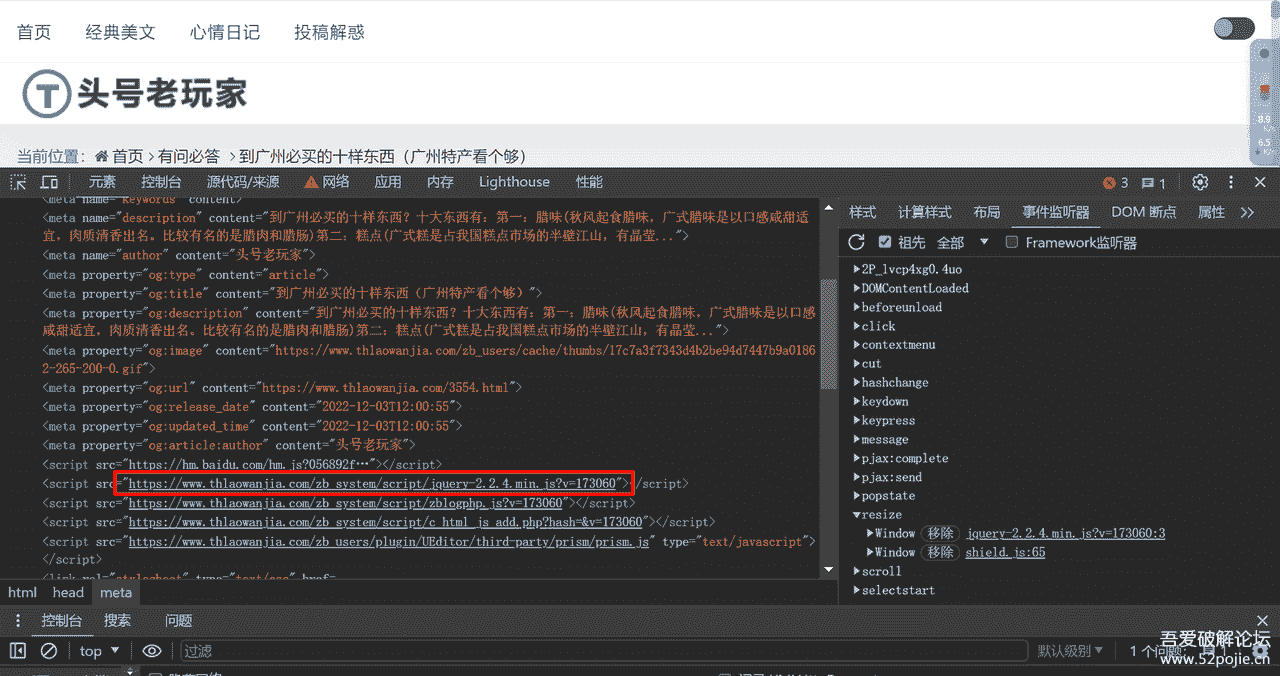 首页 经典美文 心情日记 投稿解惑
T 头号老玩家
8.9
K/s
6.5
K/s
当前位置: 首页 > 有问必答 > 到广州必买的十样东西（广州特产看个够）
元素 控制台 源代码/来源 网络 应用 内存 Lighthouse 性能 3 1
<meta name="keywords" content>
<meta name="description" content="到广州必买的十样东西？十大东西有：第一：腊味(秋风起食腊味，广式腊味是以口感咸甜适
宜，肉质清香出名。比较有名的是腊肉和腊肠)第二：糕点(广式糕是占我国糕点市场的半壁江山，有晶莹...">
<meta name="author" content="头号老玩家">
<meta property="og:type" content="article">
<meta property="og:title" content="到广州必买的十样东西（广州特产看个够）">
<meta property="og:description" content="到广州必买的十样东西？十大东西有：第一：腊味(秋风起食腊味，广式腊味是以口感
咸甜适宜，肉质清香出名。比较有名的是腊肉和腊肠)第二：糕点(广式糕是占我国糕点市场的半壁江山，有晶莹...">
<meta property="og:image" content="https://www.thlaowanjia.com/zb_users/cache/thumbs/17c7a3f7343d4b2be94d7447b9a0186
2-265-200-0.gif">
<meta property="og:url" content="https://www.thlaowanjia.com/3554.html">
<meta property="og:release_date" content="2022-12-03T12:00:55">
<meta property="og:updated_time" content="2022-12-03T12:00:55">
<meta property="og:article:author" content="头号老玩家">
<script src="https://hm.baidu.com/hm.js?056892f…"></script>
<script src="https://www.thlaowanjia.com/zb_system/script/jquery-2.2.4.min.js?v=173060"></script>
<script src="https://www.thlaowanjia.com/zb_system/script/zblogphp.js?v=173060"></script>
<script src="https://www.thlaowanjia.com/zb_system/script/c_html_js_add.php?hash=&v=173060"></script>
<script src="https://www.thlaowanjia.com/zb_users/plugin/UEditor/third-party/prism/prism.js" type="text/javascript">
</script>
<link rel="stylesheet" type="text/css" href=
html head meta
样式 计算样式 布局 事件监听器 DOM 断点 属性
祖先 全部 Framework监听器
2P_lvcp4xg0.4uo
DOMContentLoaded
beforeunload
click
contextmenu
cut
hashchange
keydown
keypress
message
pjax:complete
pjax:send
popstate
resize
Window 移除 jquery-2.2.4.min.js?v=173060:3
Window 移除 shield.js:65
scroll
selectstart
控制台 搜索 问题
top 过滤 默认级别 1 个问题: 1
吾爱破解论坛
www.52pojie.cn